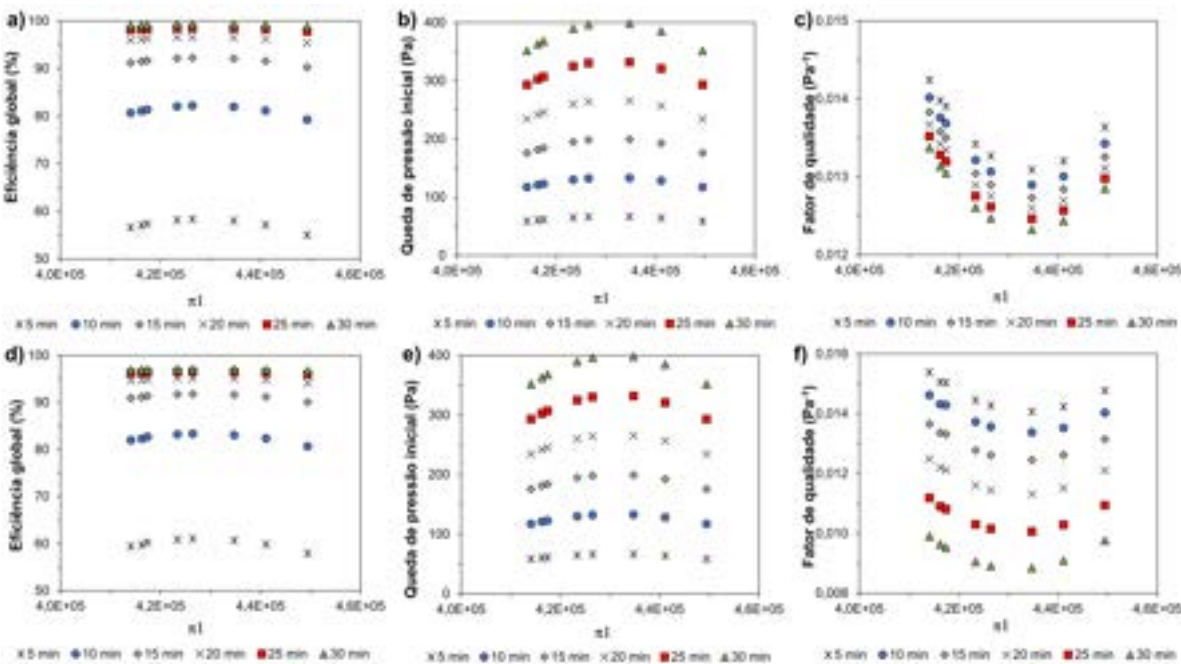 a)
Eficiência global (%)
100
90
80
70
60
50
4,0E+05 4,2E+05 4,4E+05 4,6E+05
π1
5 min 10 min 15 min 20 min 25 min 30 min
b)
Queda de pressão inicial (Pa)
400
300
200
100
0
4,0E+05 4,2E+05 4,4E+05 4,6E+05
π1
5 min 10 min 15 min 20 min 25 min 30 min
c)
Fator de qualidade (Pa⁻¹)
0,015
0,014
0,013
0,012
4,0E+05 4,2E+05 4,4E+05 4,6E+05
π1
5 min 10 min 15 min 20 min 25 min 30 min
d)
Eficiência global (%)
100
90
80
70
60
50
4,0E+05 4,2E+05 4,4E+05 4,6E+05
π1
5 min 10 min 15 min 20 min 25 min 30 min
e)
Queda de pressão inicial (Pa)
400
300
200
100
0
4,0E+05 4,2E+05 4,4E+05 4,6E+05
π1
5 min 10 min 15 min 20 min 25 min 30 min
f)
Fator de qualidade (Pa⁻¹)
0,016
0,014
0,012
0,010
0,008
4,0E+05 4,2E+05 4,4E+05 4,6E+05
π1
5 min 10 min 15 min 20 min 25 min 30 min